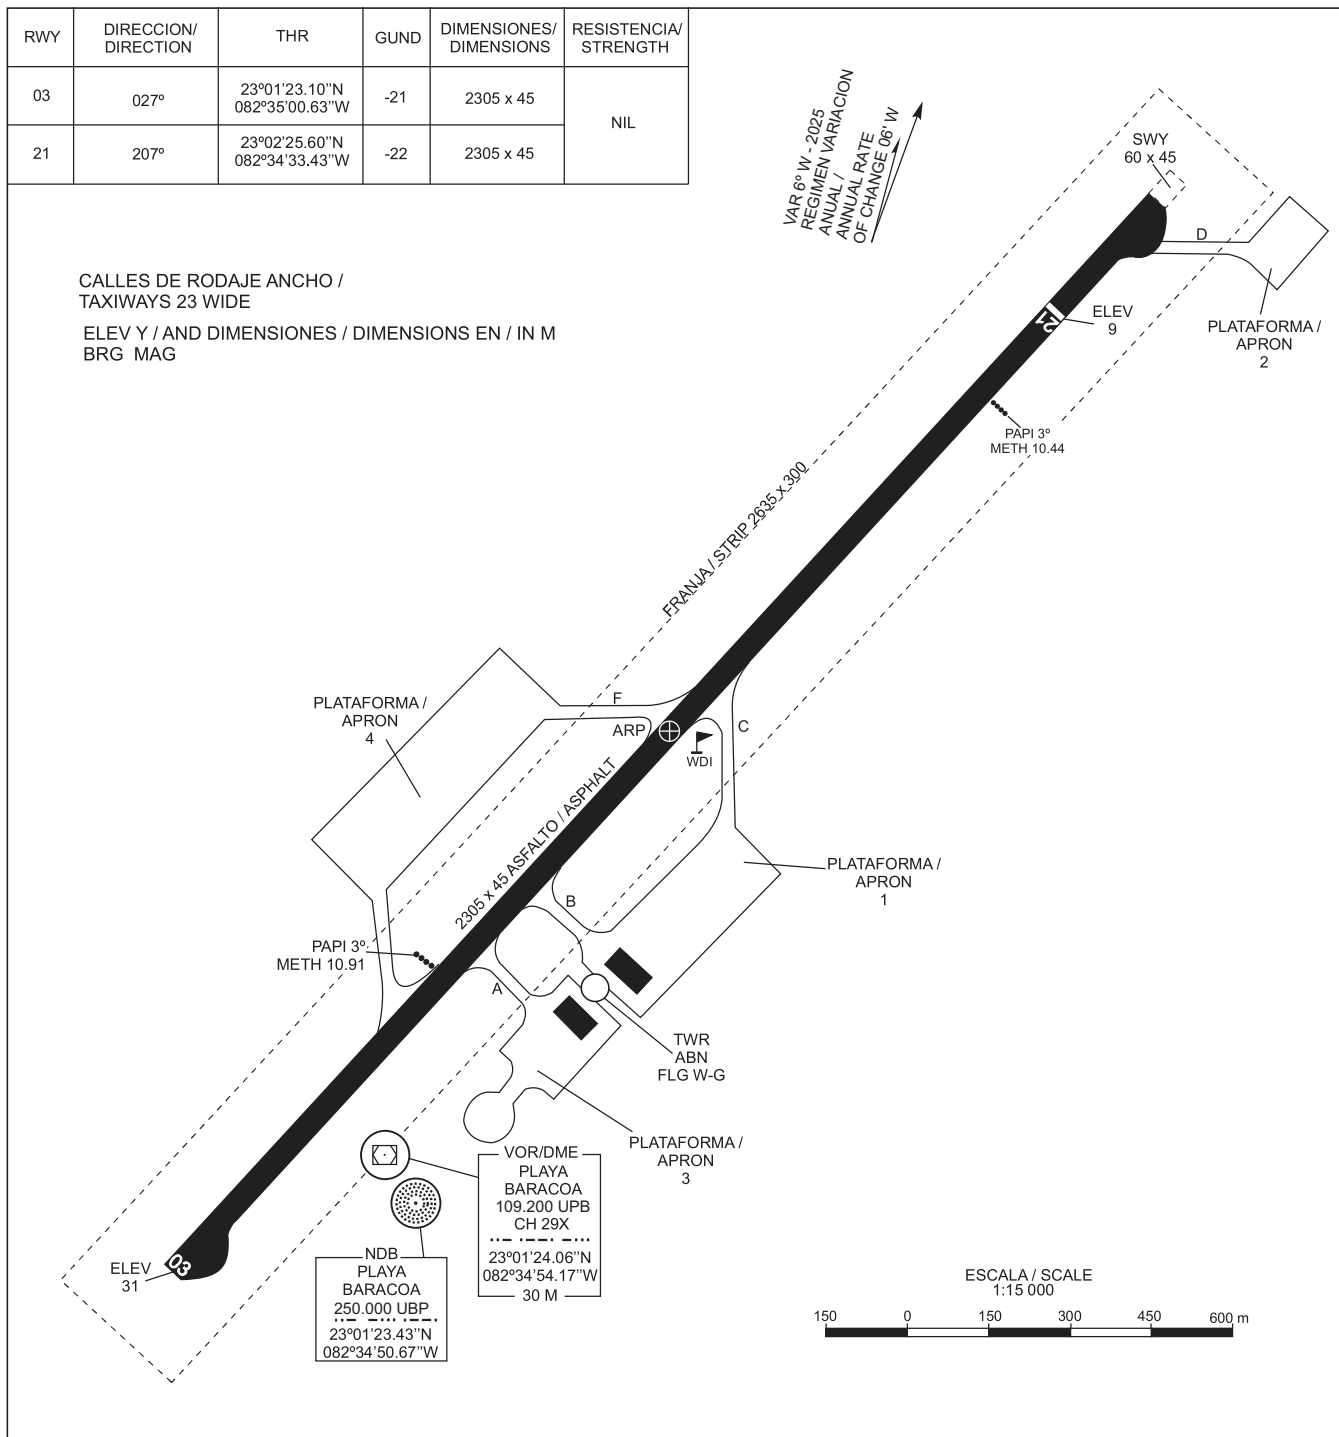 RWY
DIRECCION/
DIRECTION
THR
GUND
DIMENSIONES/
DIMENSIONS
RESISTENCIA/
STRENGTH
03
027º
23º01'23.10''N
082º35'00.63''W
-21
2305 x 45
NIL
21
207º
23º02'25.60''N
082º34'33.43''W
-22
2305 x 45
VAR 6º W - 2025
REGIMEN VARIACION
ANUAL /
ANNUAL RATE
OF CHANGE 06' W
SWY
60 x 45
D
CALLES DE RODAJE ANCHO /
TAXIWAYS 23 WIDE
ELEV Y / AND DIMENSIONES / DIMENSIONS EN / IN M
BRG MAG
21
ELEV
9
PLATAFORMA /
APRON
2
PAPI 3º
METH 10.44
FRANJA / STRIP 2635 x 300
PLATAFORMA /
APRON
4
F
ARP
C
WDI
2305 x 45 ASFALTO / ASPHALT
PLATAFORMA /
APRON
1
B
PAPI 3º
METH 10.91
A
TWR
ABN
FLG W-G
PLATAFORMA /
APRON
3
VOR/DME
PLAYA
BARACOA
109.200 UPB
CH 29X
23º01'24.06''N
082º34'54.17''W
30 M
NDB
PLAYA
BARACOA
250.000 UBP
23º01'23.43''N
082º34'50.67''W
03
ELEV
31
ESCALA / SCALE
1:15 000
150 0 150 300 450 600 m